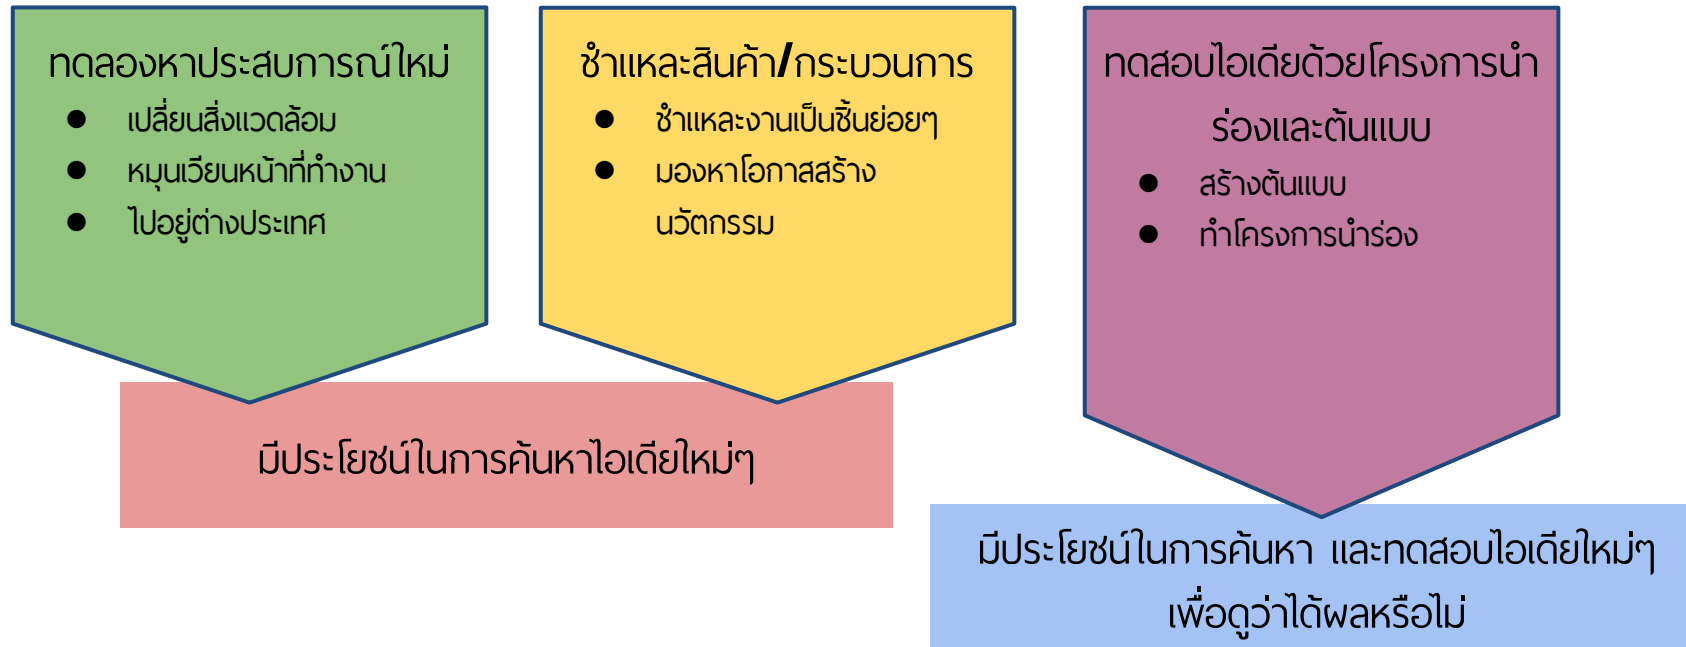 ทดลองหาประสบการณ์ใหม่
● เปลี่ยนสิ่งแวดล้อม
● หมุนเวียนหน้าที่ทำงาน
● ไปอยู่ต่างประเทศ
ชำแหละสินค้า/กระบวนการ
● ชำแหละงานเป็นชิ้นย่อยๆ
● มองหาโอกาสสร้าง
นวัตกรรม
ทดสอบไอเดียด้วยโครงการนำ
ร่องและต้นแบบ
● สร้างต้นแบบ
● ทำโครงการนำร่อง
มีประโยชน์ในการค้นหาไอเดียใหม่ๆ
มีประโยชน์ในการค้นหา และทดสอบไอเดียใหม่ๆ
เพื่อดูว่าได้ผลหรือไม่